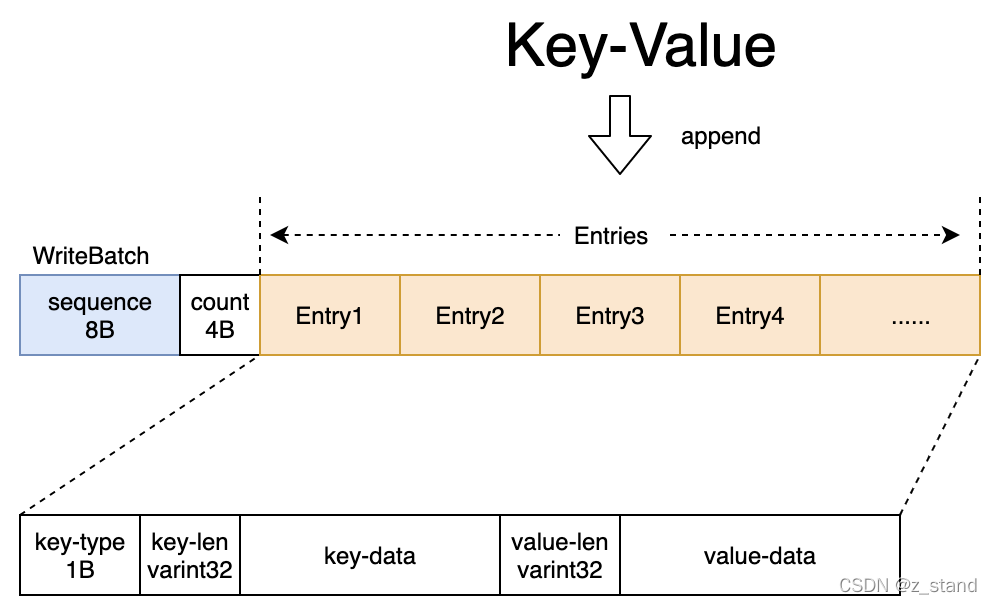 Key-Value
append
Entries
WriteBatch
sequence
8B
count
4B
Entry1
Entry2
Entry3
Entry4
......
key-type
1B
key-len
varint32
key-data
value-len
varint32
value-data
CSDN @z_stand